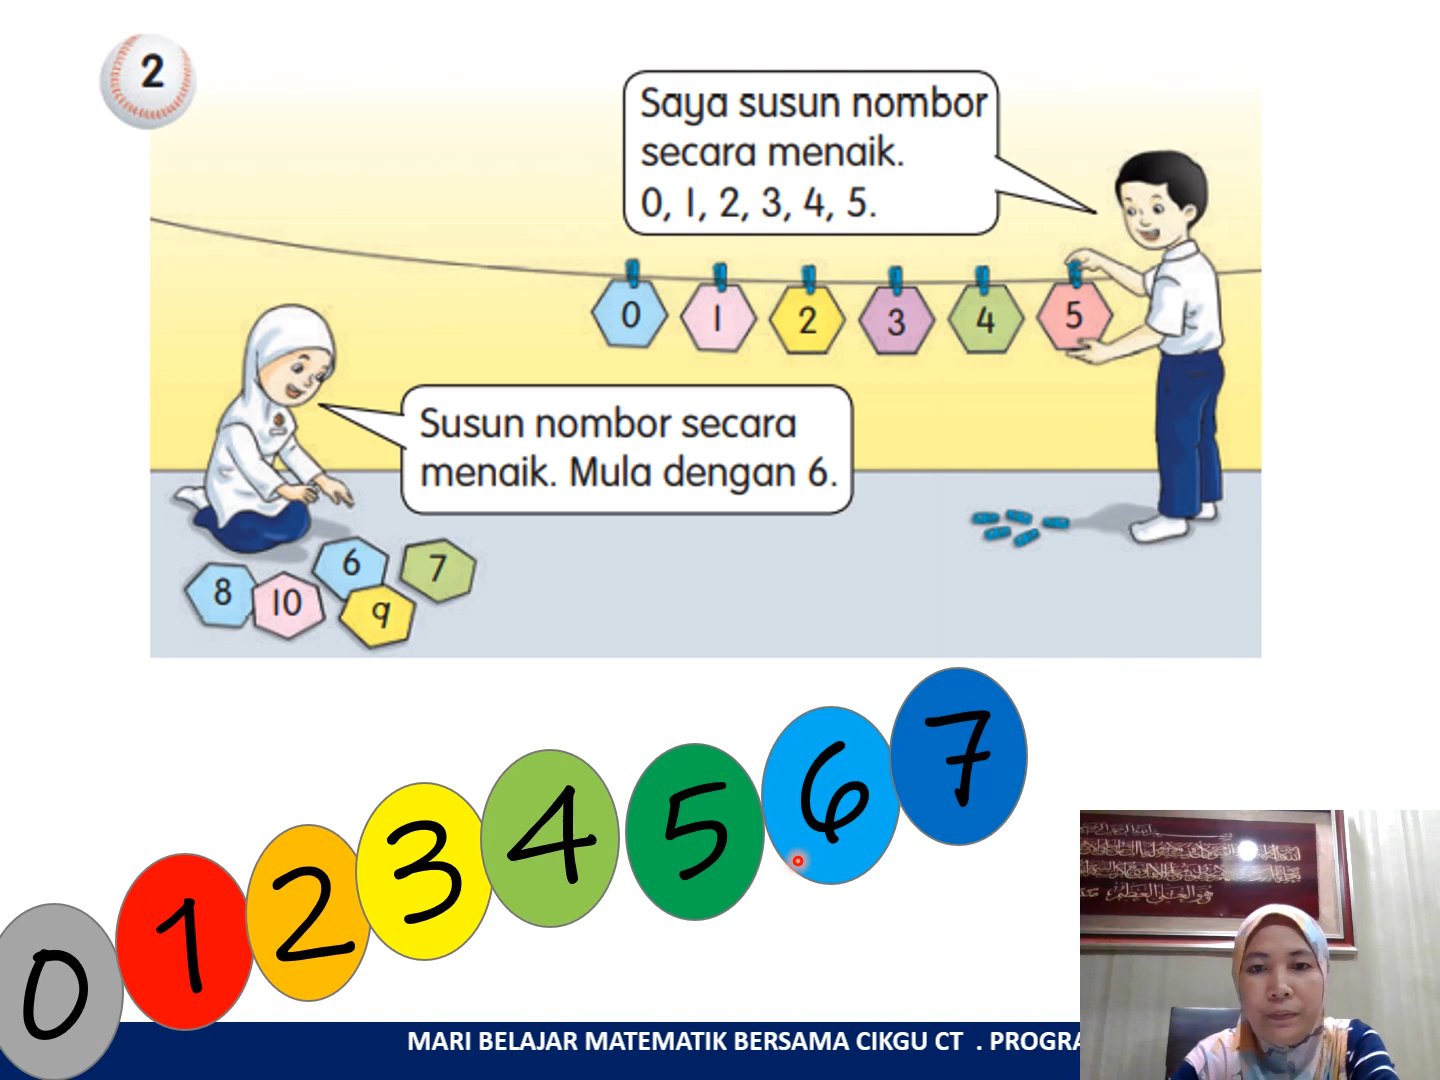 2
Saya susun nombor
secara menaik.
0, 1, 2, 3, 4, 5.
0 1 2 3 4 5
Susun nombor secara
menaik. Mula dengan 6.
8 10 6 9 7
0 1 2 3 4 5 6 7
MARI BELAJAR MATEMATIK BERSAMA CIKGU CT . PROGRA